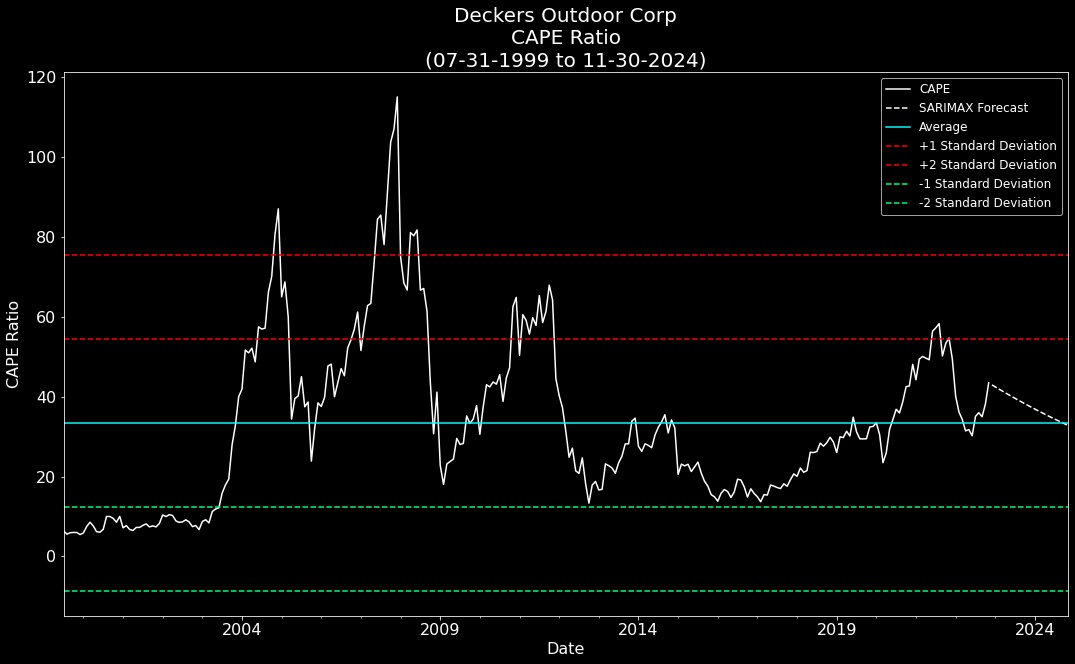 Deckers Outdoor Corp
CAPE Ratio
(07-31-1999 to 11-30-2024)
CAPE
SARIMAX Forecast
Average
+1 Standard Deviation
+2 Standard Deviation
-1 Standard Deviation
-2 Standard Deviation
CAPE Ratio
120
100
80
60
40
20
0
2004
2009
2014
2019
2024
Date